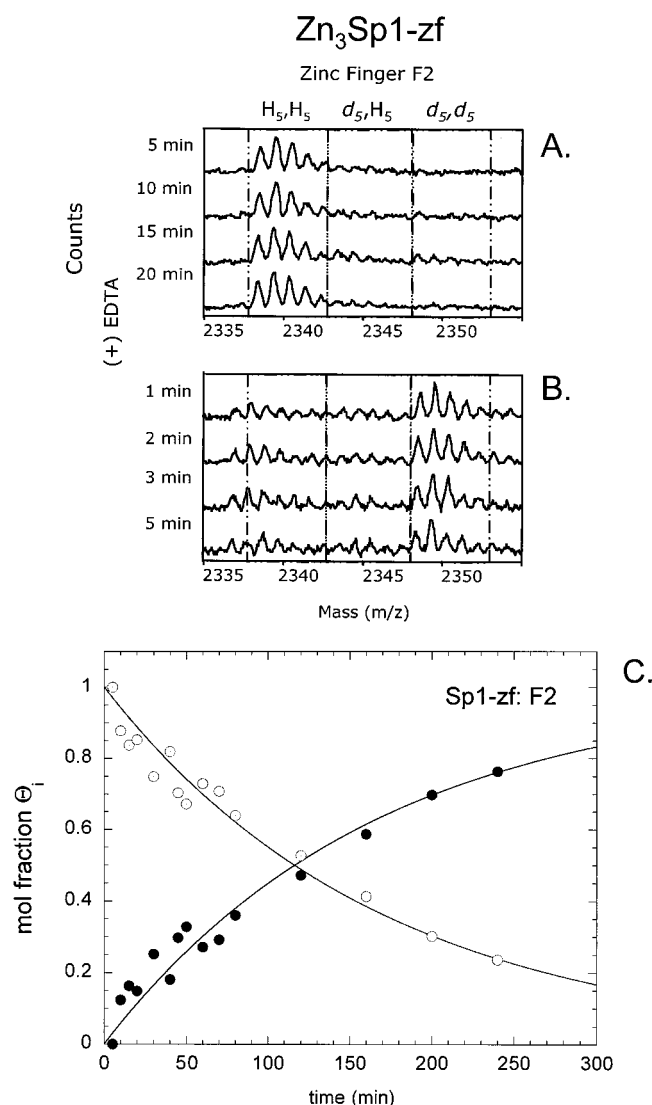 Zn₃Sp1-zf
Zinc Finger F2
H₅,H₅ d₅,H₅ d₅,d₅
A.
5 min
10 min
15 min
20 min
Counts
(+) EDTA
2335 2340 2345 2350
B.
1 min
2 min
3 min
5 min
2335 2340 2345 2350
Mass (m/z)
C.
Sp1-zf: F2
mol fraction Θᵢ
1
0.8
0.6
0.4
0.2
0
0 50 100 150 200 250 300
time (min)